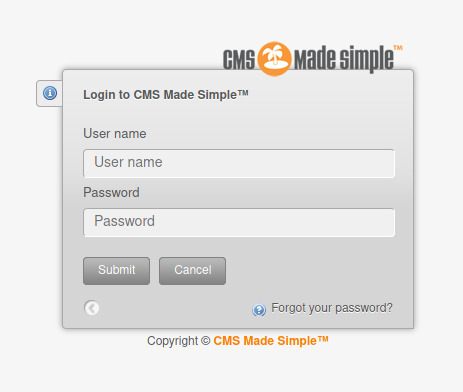 CMS made simple™
Login to CMS Made Simple™
User name
User name
Password
Password
Submit Cancel
Forgot your password?
Copyright © CMS Made Simple™